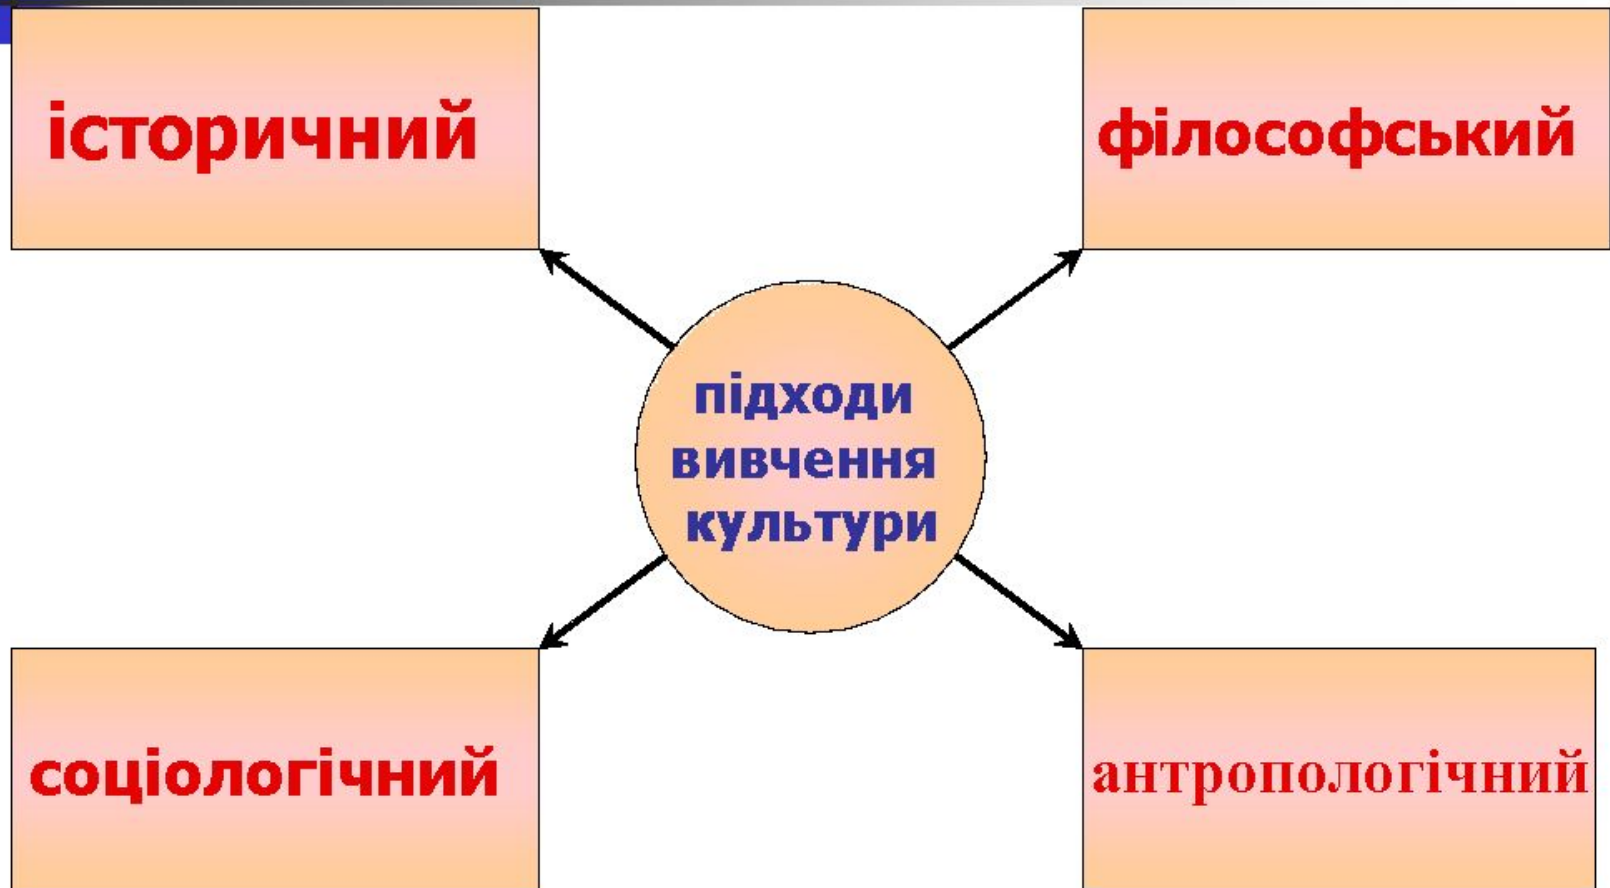 історичний
філософський
підходи
вивчення
культури
соціологічний
антропологічний